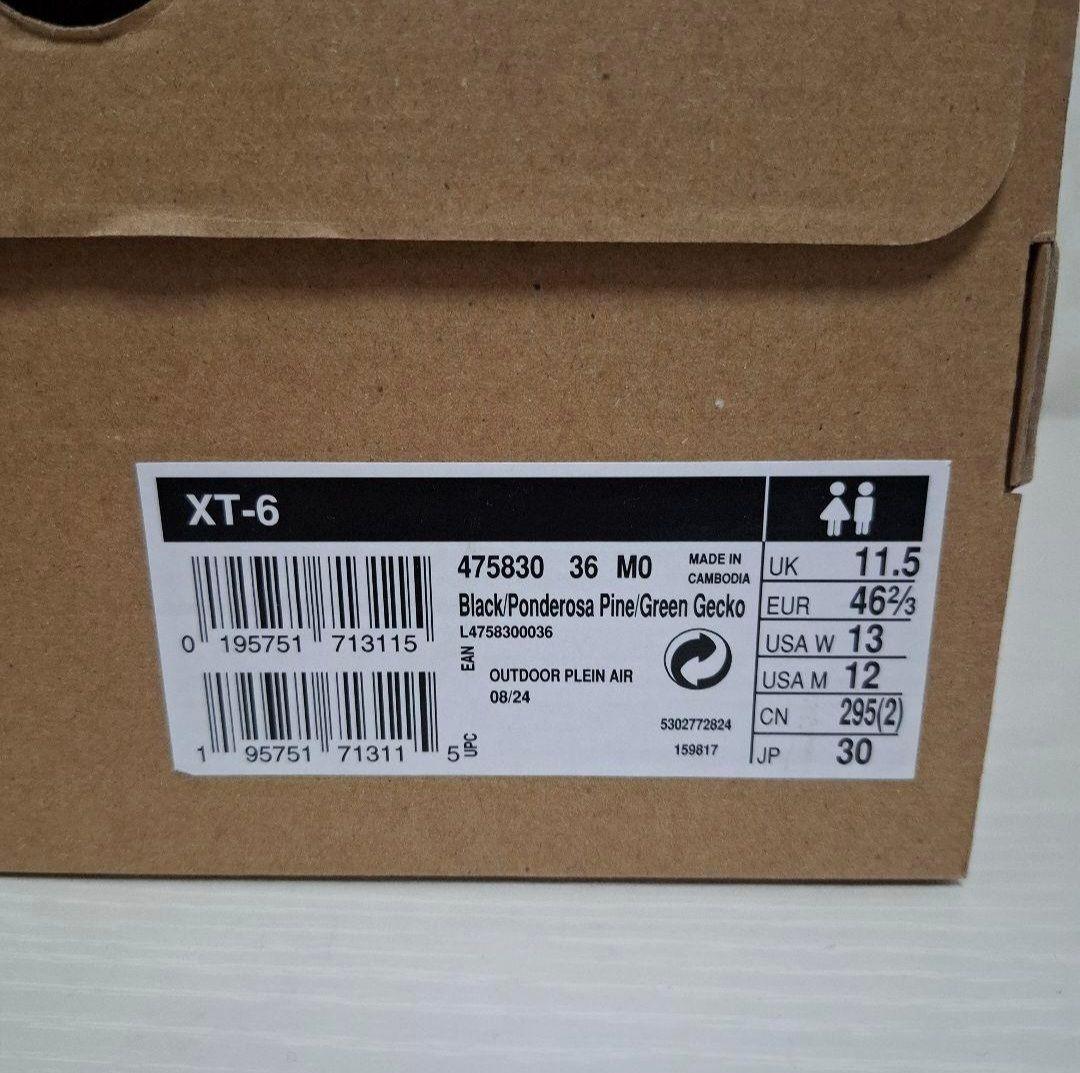 XT-6
475830 36 M0
MADE IN
CAMBODIA
Black/Ponderosa Pine/Green Gecko
L4758300036
0 195751 713115
EAN
OUTDOOR PLEIN AIR
08/24
5302772824
159817
1 95751 71311 5
UPC
UK 11.5
EUR 46⅔
USA W 13
USA M 12
CN 295(2)
JP 30